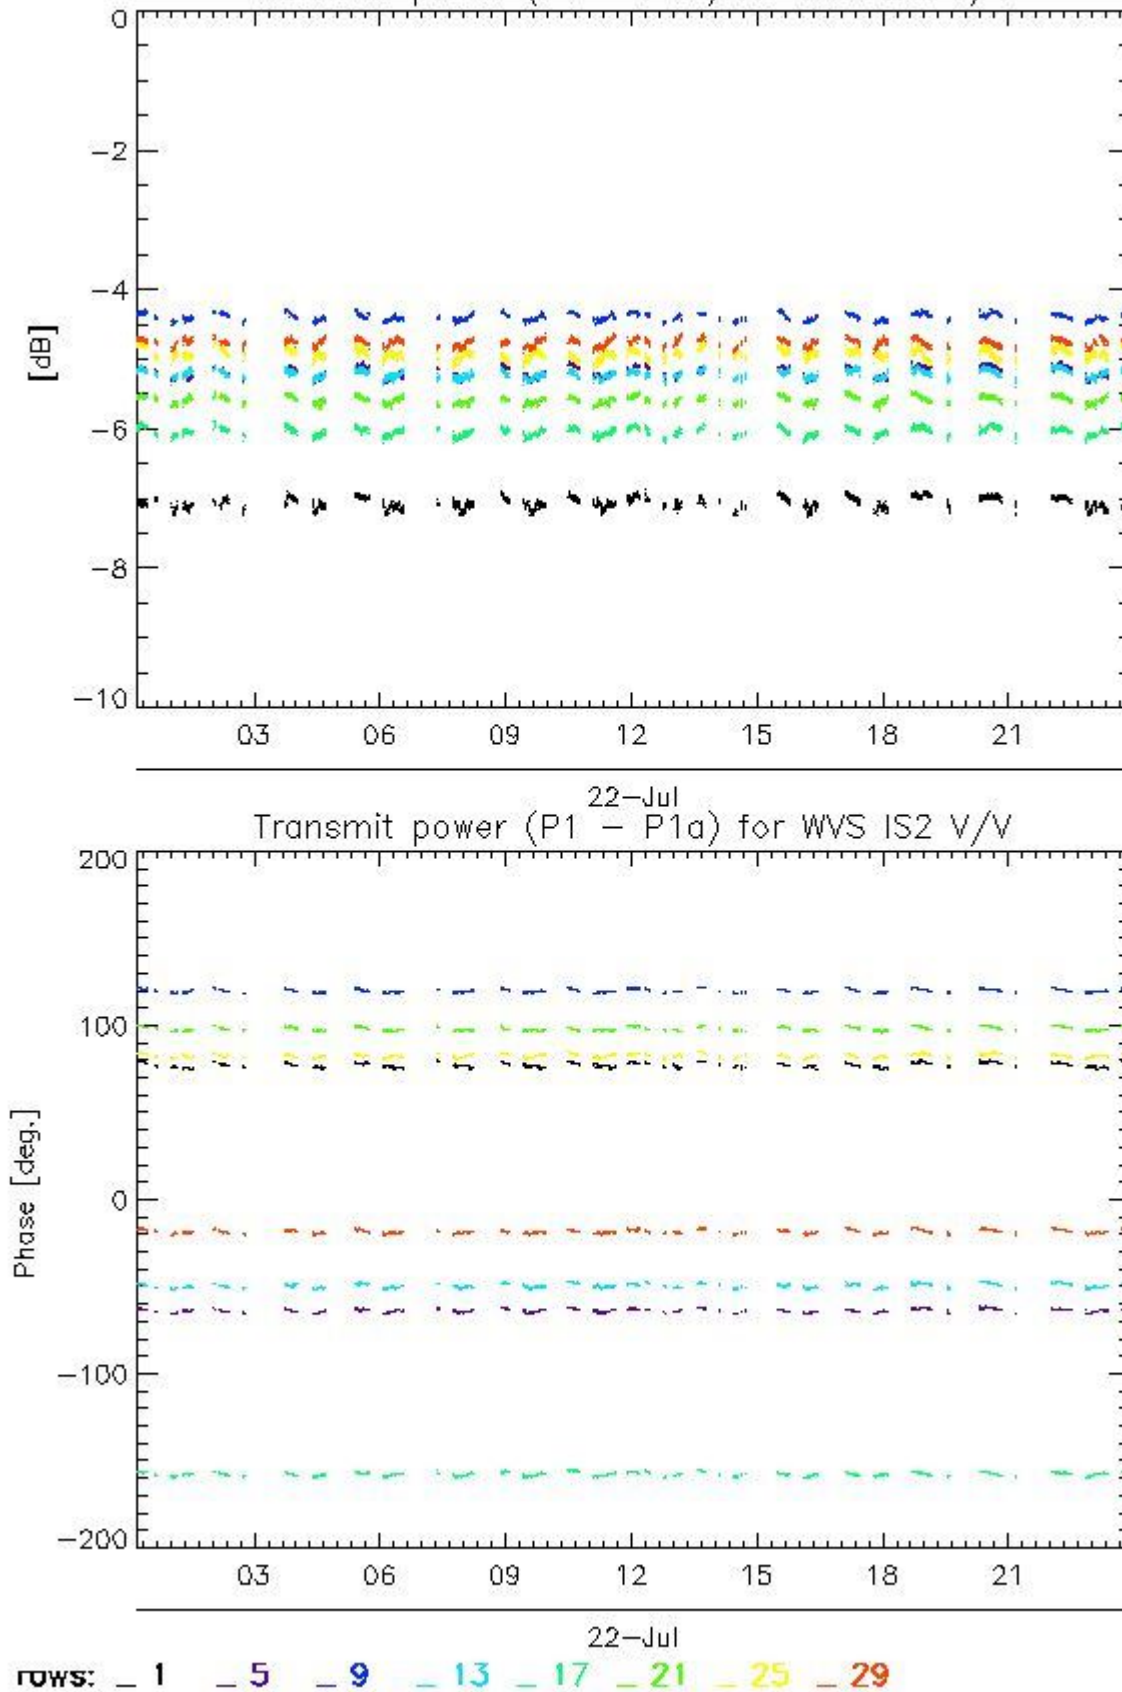 0
−2
−4
[dB]
−6
−8
−10
03 06 09 12 15 18 21
22−Jul
Transmit power (P1 − P1a) for WVS IS2 V/V
200
100
Phase [deg.]
0
−100
−200
03 06 09 12 15 18 21
22−Jul
rows: _ 1 _ 5 _ 9 _ 13 _ 17 _ 21 _ 25 _ 29